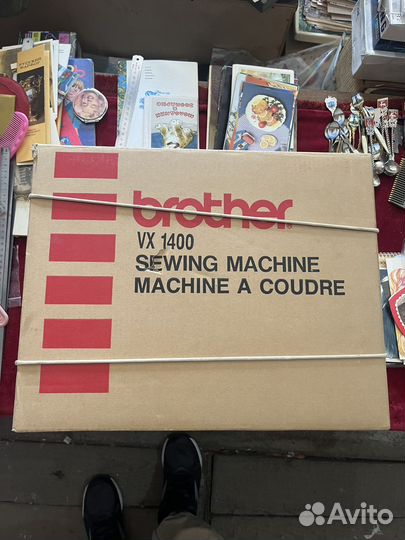 brother
VX 1400
SEWING MACHINE
MACHINE A COUDRE
Avito